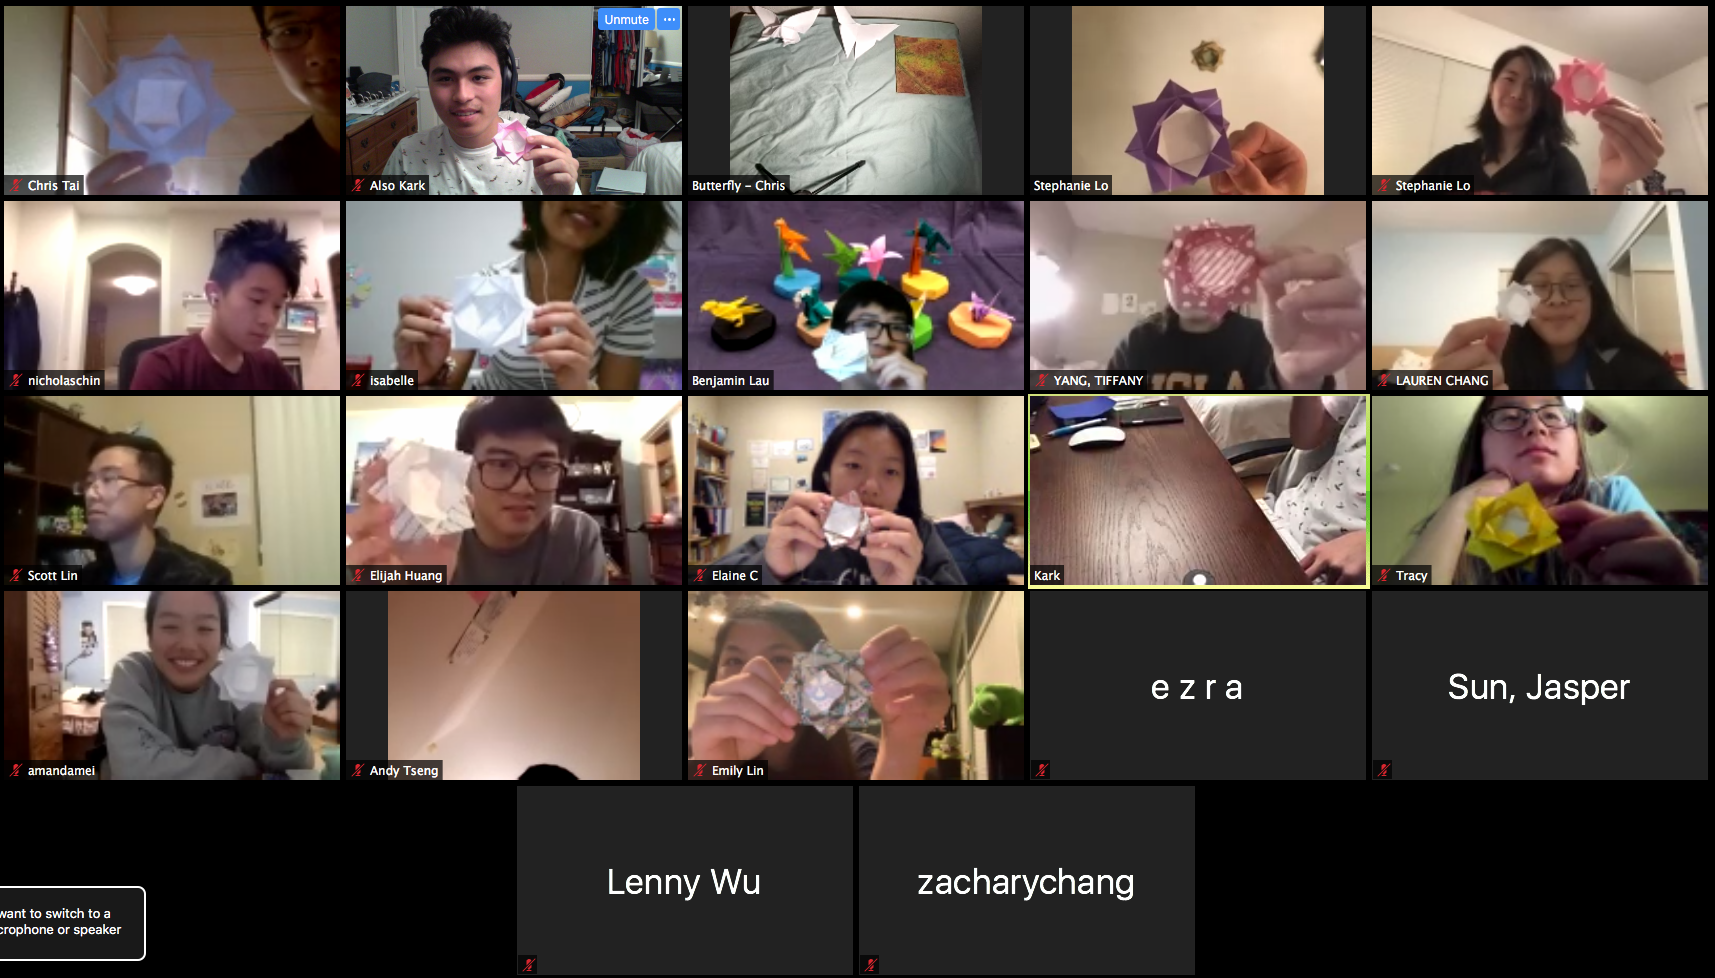 Unmute ...
Chris Tai
Also Kark
Butterfly – Chris
Stephanie Lo
Stephanie Lo
nicholaschin
isabelle
Benjamin Lau
YANG, TIFFANY
LAUREN CHANG
Scott Lin
Elijah Huang
Elaine C
Kark
Tracy
amandamei
Andy Tseng
Emily Lin
e z r a
Sun, Jasper
Lenny Wu
zacharychang
want to switch to a
crophone or speaker